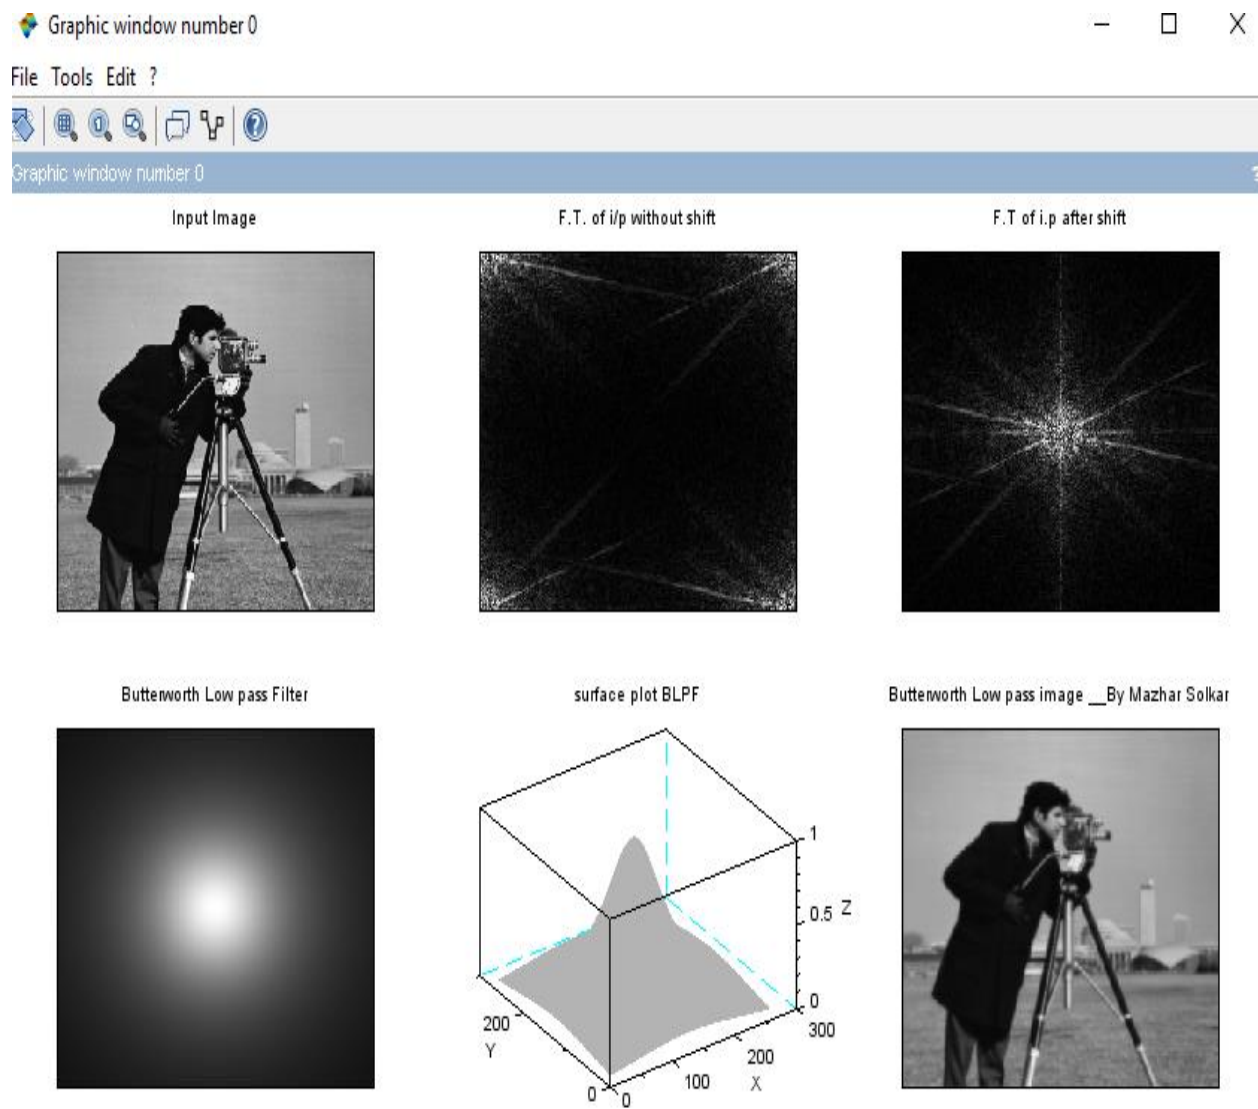 Graphic window number 0
File Tools Edit ?
Graphic window number 0 ?
Input Image
F.T. of i/p without shift
F.T of i.p after shift
Butterworth Low pass Filter
surface plot BLPF
Butterworth Low pass image __By Mazhar Solkar
1
0.5 Z
0
300
200
200
Y
100 X
0
0